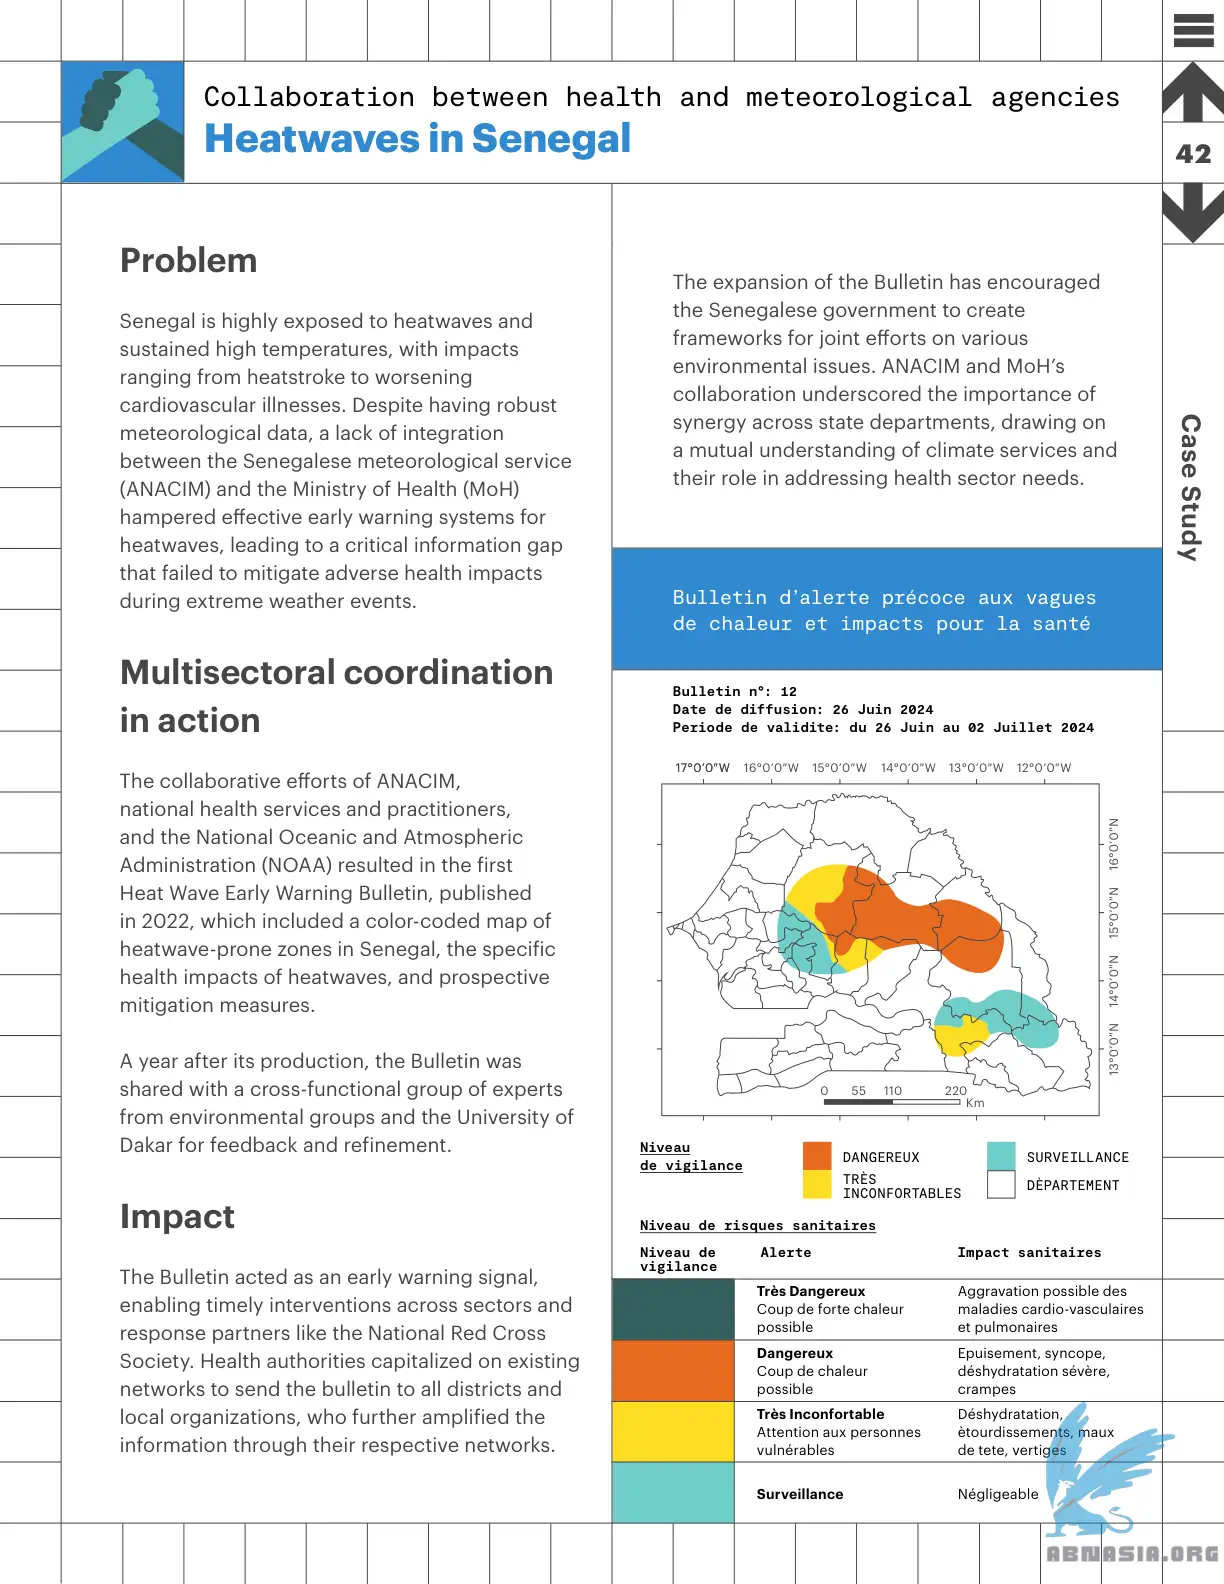 Collaboration between health and meteorological agencies
Heatwaves in Senegal
42
Case Study
Problem
Senegal is highly exposed to heatwaves and
sustained high temperatures, with impacts
ranging from heatstroke to worsening
cardiovascular illnesses. Despite having robust
meteorological data, a lack of integration
between the Senegalese meteorological service
(ANACIM) and the Ministry of Health (MoH)
hampered effective early warning systems for
heatwaves, leading to a critical information gap
that failed to mitigate adverse health impacts
during extreme weather events.
Multisectoral coordination
in action
The collaborative efforts of ANACIM,
national health services and practitioners,
and the National Oceanic and Atmospheric
Administration (NOAA) resulted in the first
Heat Wave Early Warning Bulletin, published
in 2022, which included a color-coded map of
heatwave-prone zones in Senegal, the specific
health impacts of heatwaves, and prospective
mitigation measures.
A year after its production, the Bulletin was
shared with a cross-functional group of experts
from environmental groups and the University of
Dakar for feedback and refinement.
Impact
The Bulletin acted as an early warning signal,
enabling timely interventions across sectors and
response partners like the National Red Cross
Society. Health authorities capitalized on existing
networks to send the bulletin to all districts and
local organizations, who further amplified the
information through their respective networks.
The expansion of the Bulletin has encouraged
the Senegalese government to create
frameworks for joint efforts on various
environmental issues. ANACIM and MoH's
collaboration underscored the importance of
synergy across state departments, drawing on
a mutual understanding of climate services and
their role in addressing health sector needs.
Bulletin d'alerte précoce aux vagues
de chaleur et impacts pour la santé
Bulletin n°: 12
Date de diffusion: 26 Juin 2024
Periode de validite: du 26 Juin au 02 Juillet 2024
17°0'0"W 16°0'0"W 15°0'0"W 14°0'0"W 13°0'0"W 12°0'0"W
16°0'0"N
15°0'0"N
14°0'0"N
13°0'0"N
0 55 110 220
Km
Niveau
de vigilance
DANGEREUX
TRÈS
INCONFORTABLES
SURVEILLANCE
DÈPARTEMENT
Niveau de risques sanitaires
Niveau de
vigilance
Alerte
Impact sanitaires
Très Dangereux
Coup de forte chaleur
possible
Aggravation possible des
maladies cardio-vasculaires
et pulmonaires
Dangereux
Coup de chaleur
possible
Epuisement, syncope,
déshydratation sévère,
crampes
Très Inconfortable
Attention aux personnes
vulnérables
Déshydratation,
ètourdissements, maux
de tete, vertiges
Surveillance
Négligeable
ABNASIA.ORG